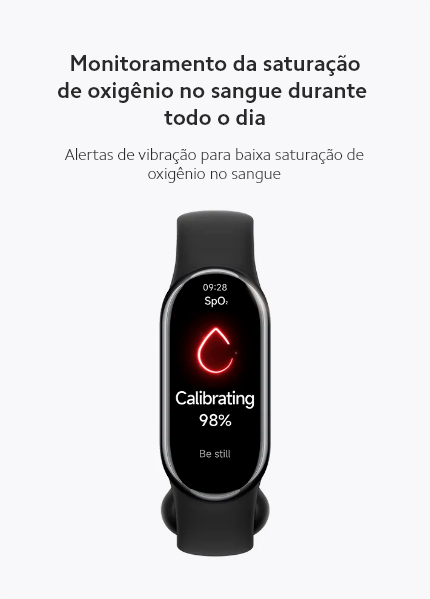 Monitoramento da saturação
de oxigênio no sangue durante
todo o dia
Alertas de vibração para baixa saturação de
oxigênio no sangue
09:28
SpO₂
Calibrating
98%
Be still